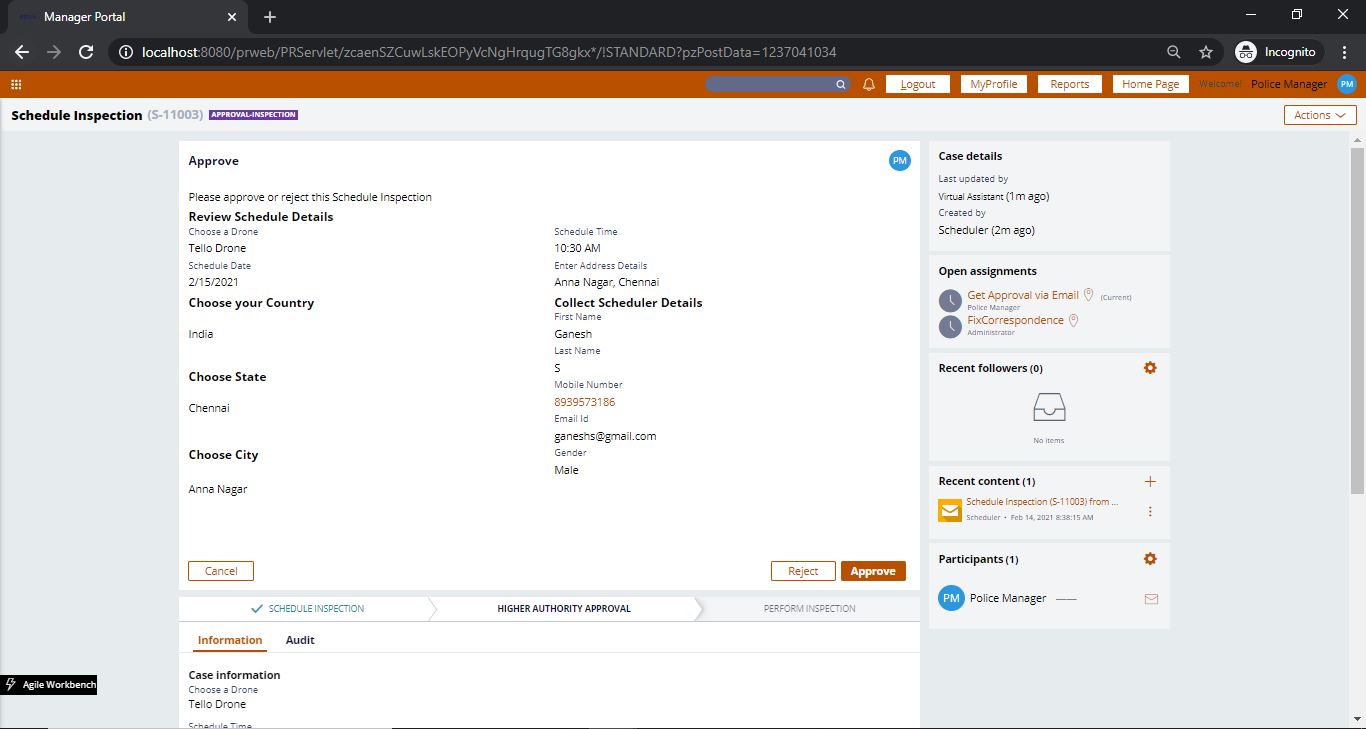 Manager Portal
localhost:8080/prweb/PRServlet/zcaenSZCuwLskEOPyVcNgHrqugTG8gkx*/!STANDARD?pzPostData=1237041034
Incognito
Logout
MyProfile
Reports
Home Page
Welcome!
Police Manager
PM
Schedule Inspection (S-11003) APPROVAL-INSPECTION
Actions
Approve
PM
Please approve or reject this Schedule Inspection
Review Schedule Details
Choose a Drone
Tello Drone
Schedule Date
2/15/2021
Schedule Time
10:30 AM
Enter Address Details
Anna Nagar, Chennai
Choose your Country
India
Choose State
Chennai
Choose City
Anna Nagar
Collect Scheduler Details
First Name
Ganesh
Last Name
S
Mobile Number
8939573186
Email Id
ganeshs@gmail.com
Gender
Male
Cancel
Reject
Approve
SCHEDULE INSPECTION
HIGHER AUTHORITY APPROVAL
PERFORM INSPECTION
Information
Audit
Case information
Choose a Drone
Tello Drone
Schedule Time
Case details
Last updated by
Virtual Assistant (1m ago)
Created by
Scheduler (2m ago)
Open assignments
Get Approval via Email (Current)
Police Manager
FixCorrespondence
Administrator
Recent followers (0)
No items
Recent content (1)
Schedule Inspection (S-11003) from ...
Scheduler • Feb 14, 2021 8:38:15 AM
Participants (1)
PM Police Manager
Agile Workbench